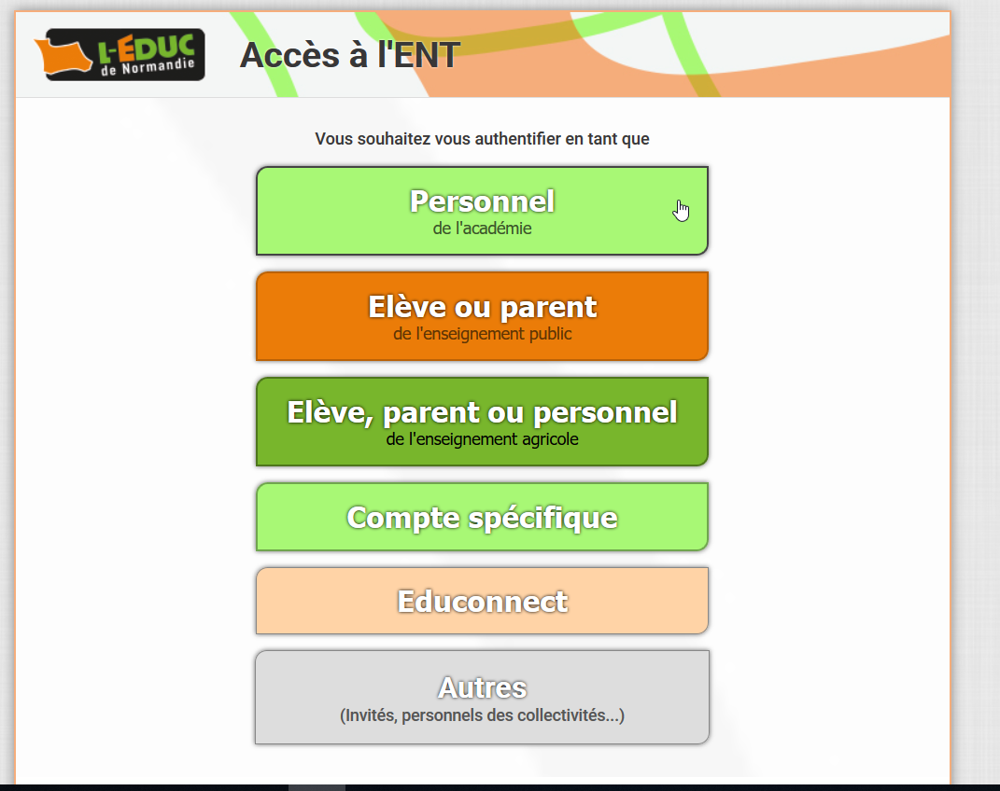 L-ÉDUC
de Normandie
Accès à l'ENT
Vous souhaitez vous authentifier en tant que
Personnel
de l'académie
Elève ou parent
de l'enseignement public
Elève, parent ou personnel
de l'enseignement agricole
Compte spécifique
Educonnect
Autres
(Invités, personnels des collectivités...)